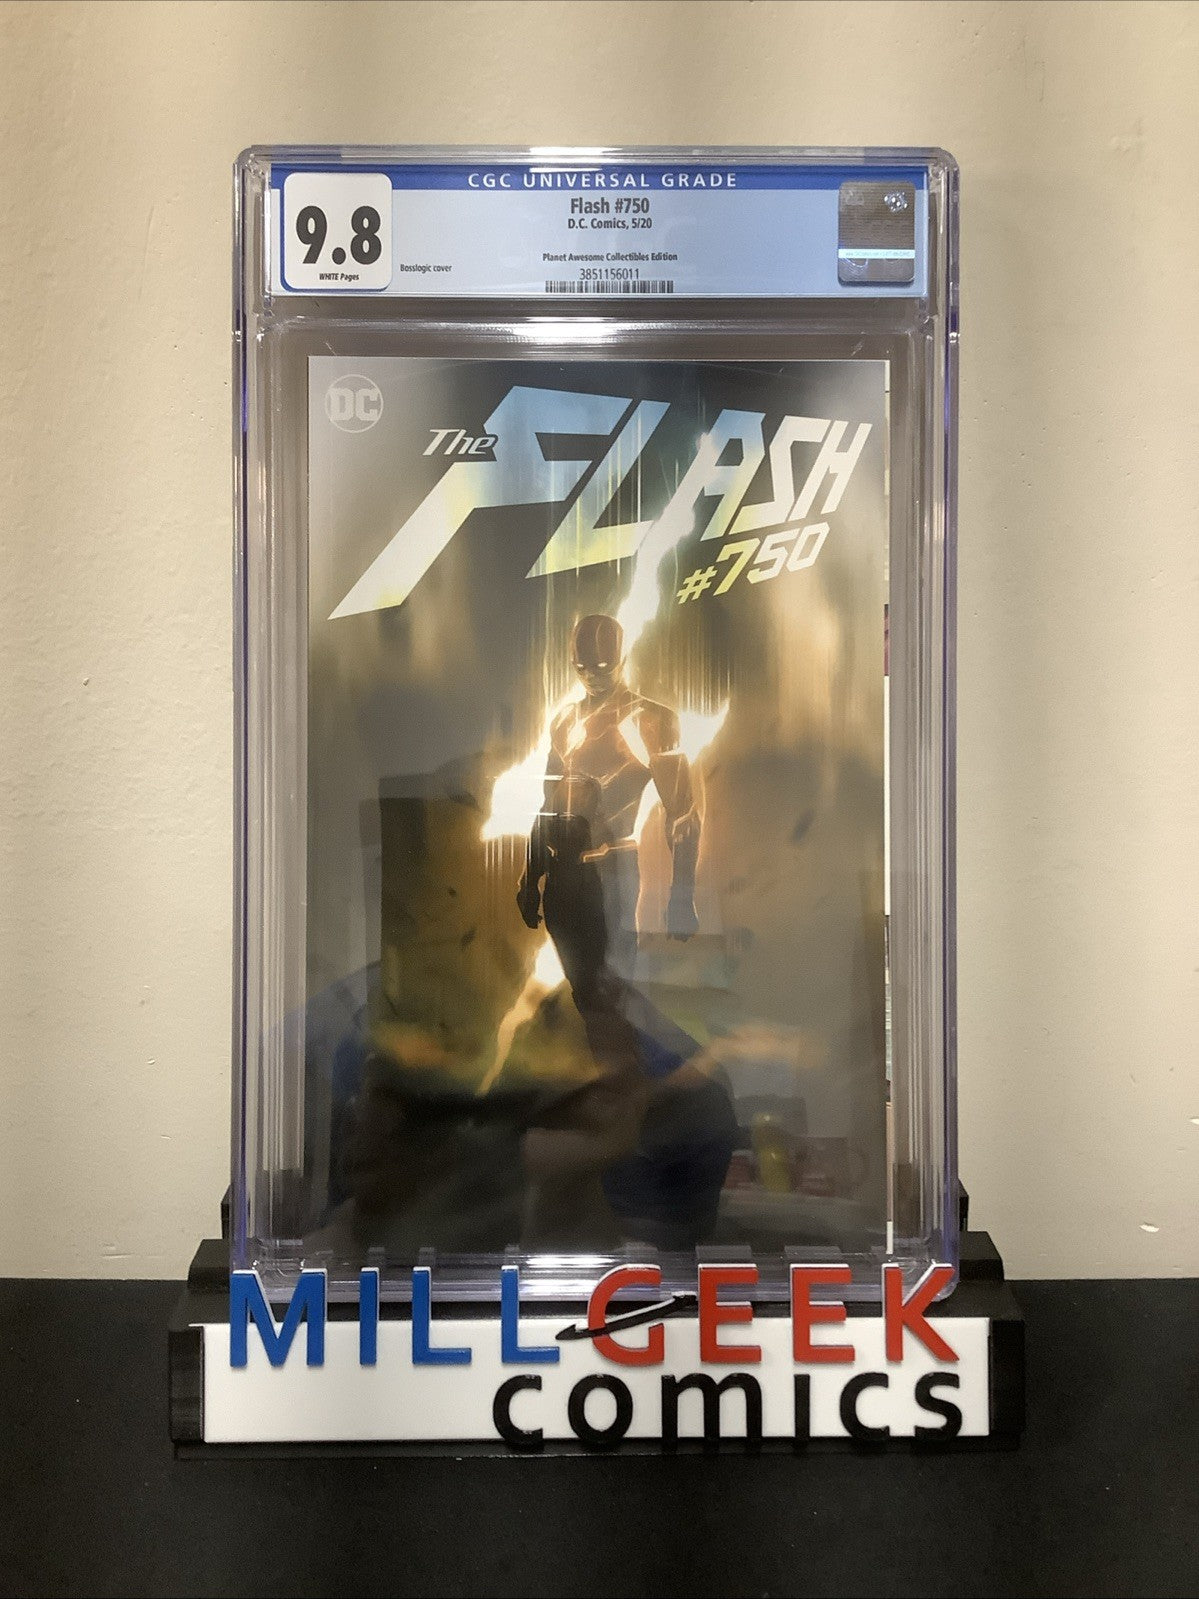 CGC UNIVERSAL GRADE
9.8
WHITE Pages
Flash #750
D.C. Comics, 5/20
Planet Awesome Collectibles Edition
Bosslogic cover
3851156011
DC
The FLASH
#750
MILLGEEK
comics